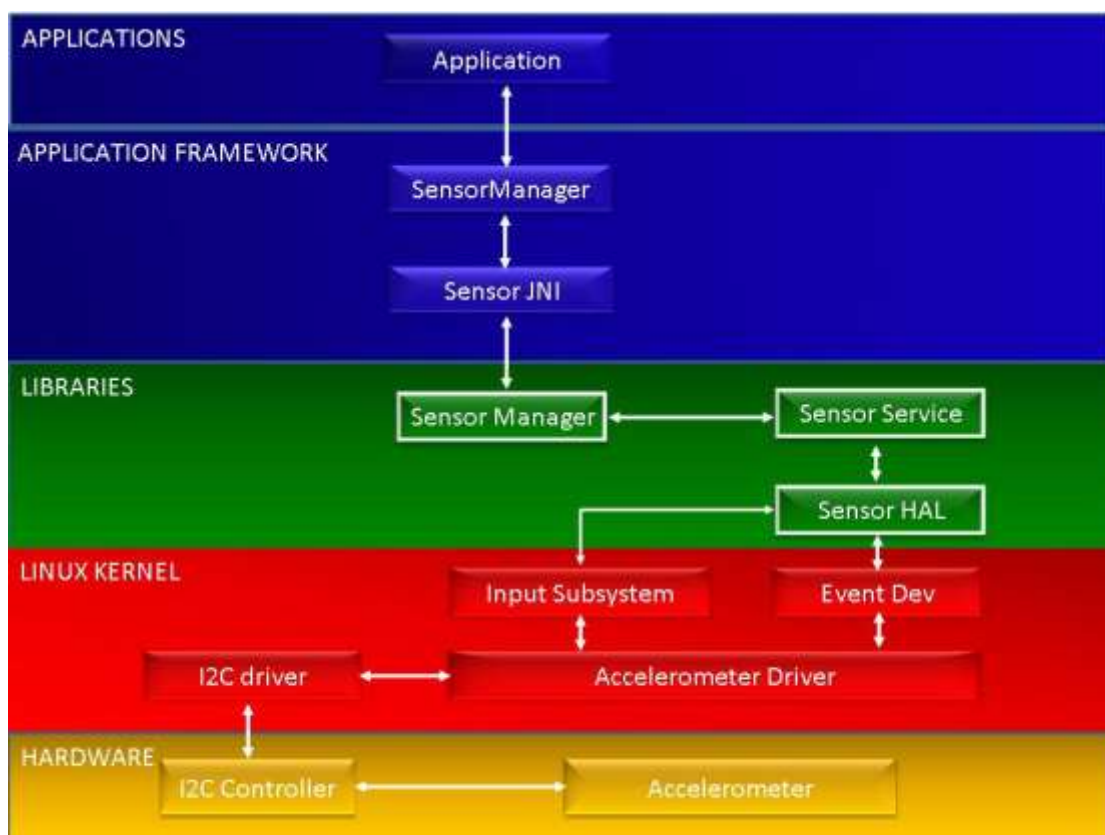 APPLICATIONS
Application
APPLICATION FRAMEWORK
SensorManager
Sensor JNI
LIBRARIES
Sensor Manager
Sensor Service
Sensor HAL
LINUX KERNEL
Input Subsystem
Event Dev
I2C driver
Accelerometer Driver
HARDWARE
I2C Controller
Accelerometer